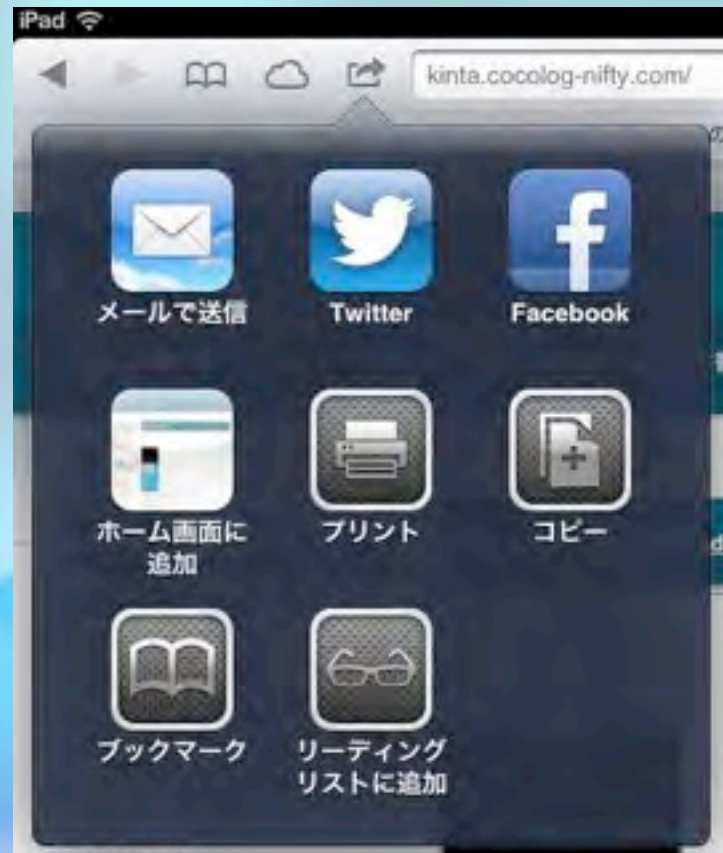 iPad
kinta.cocolog-nifty.com/
の
メールで送信
Twitter
Facebook
ホーム画面に
追加
プリント
コピー
ブックマーク
リーディング
リストに追加